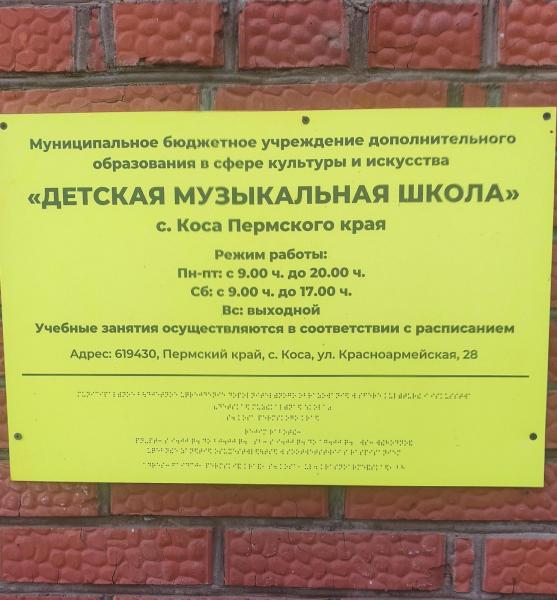 Муниципальное бюджетное учреждение дополнительного
образования в сфере культуры и искусства
«ДЕТСКАЯ МУЗЫКАЛЬНАЯ ШКОЛА»
с. Коса Пермского края
Режим работы:
Пн-пт: с 9.00 ч. до 20.00 ч.
Сб: с 9.00 ч. до 17.00 ч.
Вс: выходной
Учебные занятия осуществляются в соответствии с расписанием
Адрес: 619430, Пермский край, с. Коса, ул. Красноармейская, 28